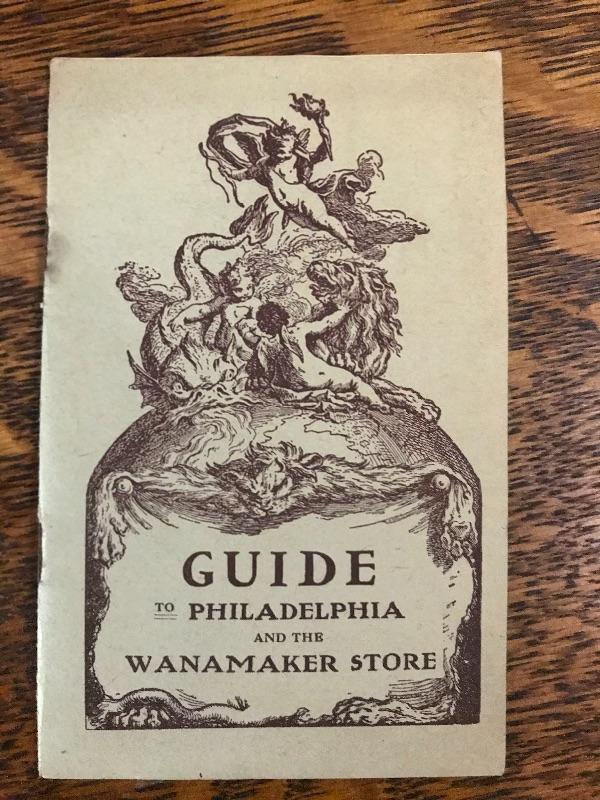 GUIDE
TO PHILADELPHIA
AND THE
WANAMAKER STORE